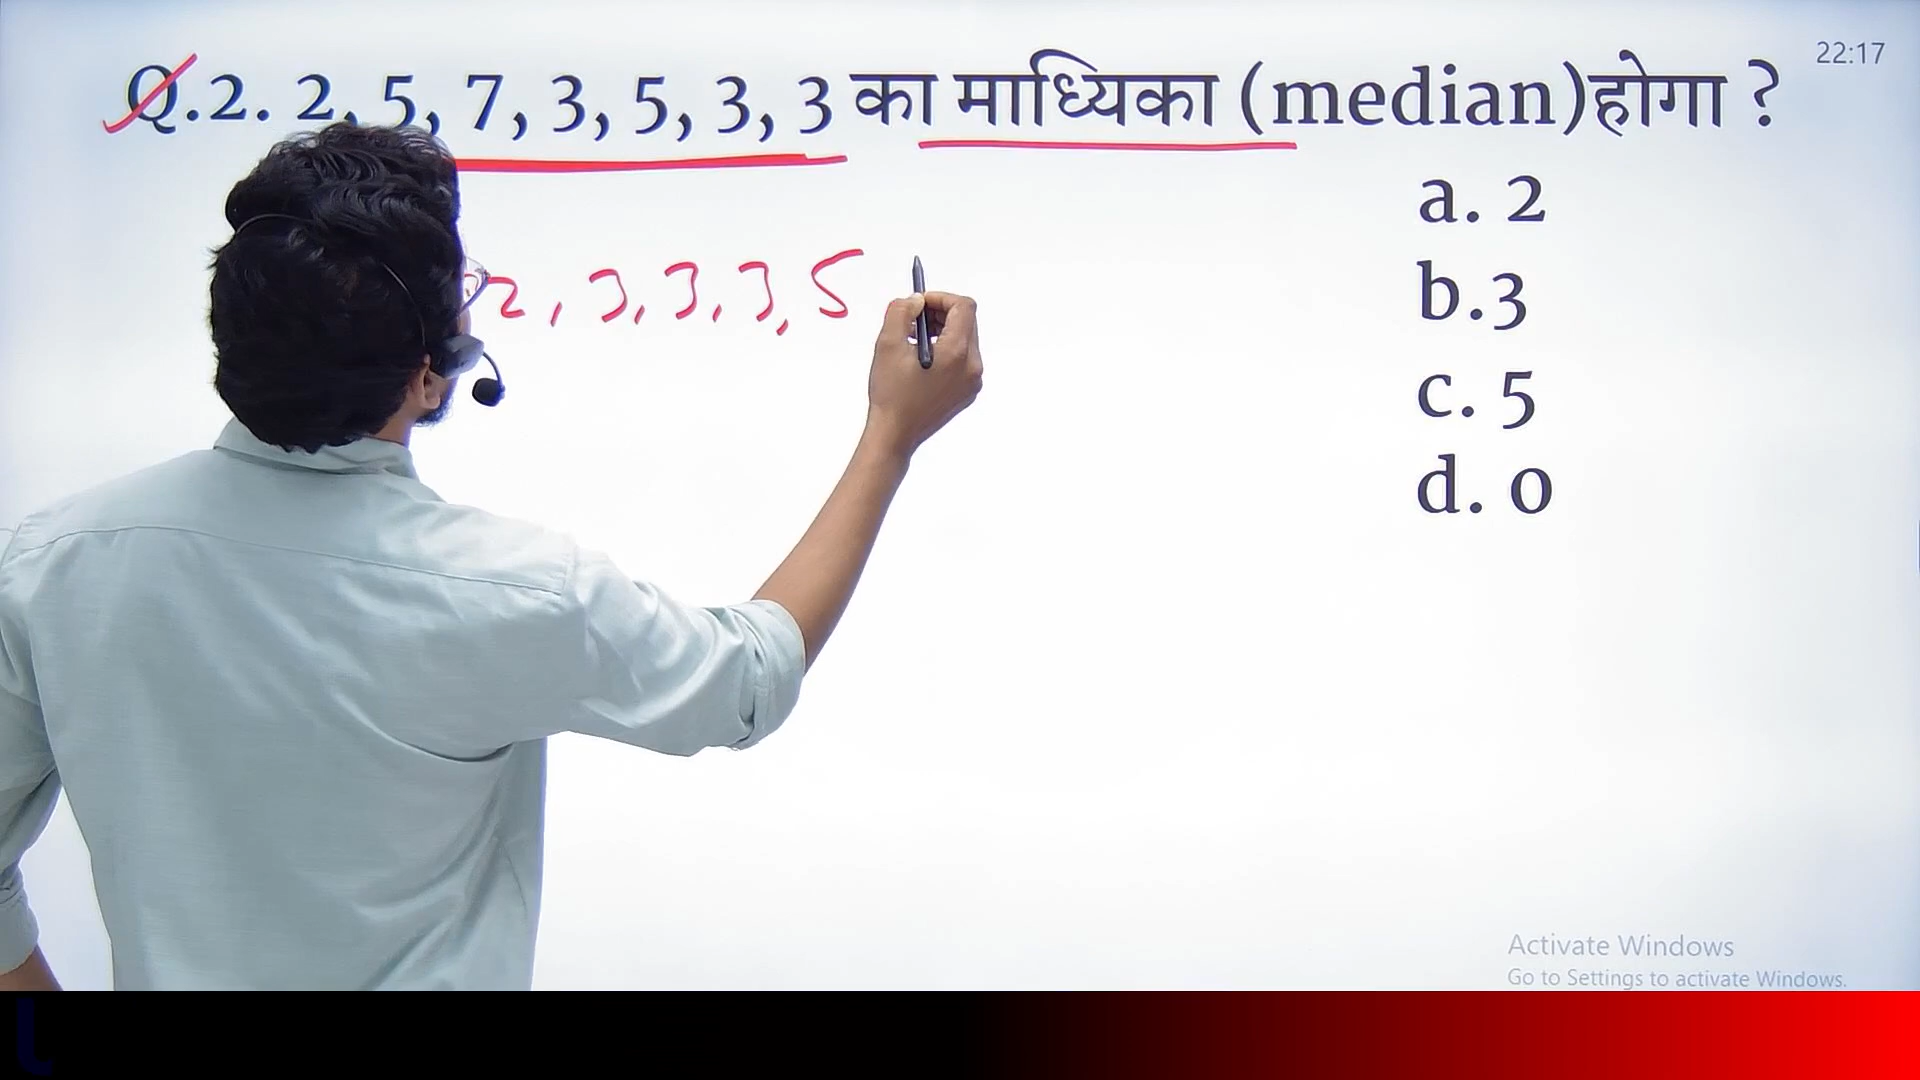 22:17
Q.2. 2, 5, 7, 3, 5, 3, 3 का माध्यिका (median)होगा ?
a. 2
b.3
c. 5
d. 0
2, 3, 3, 3, 5
Activate Windows
Go to Settings to activate Windows.